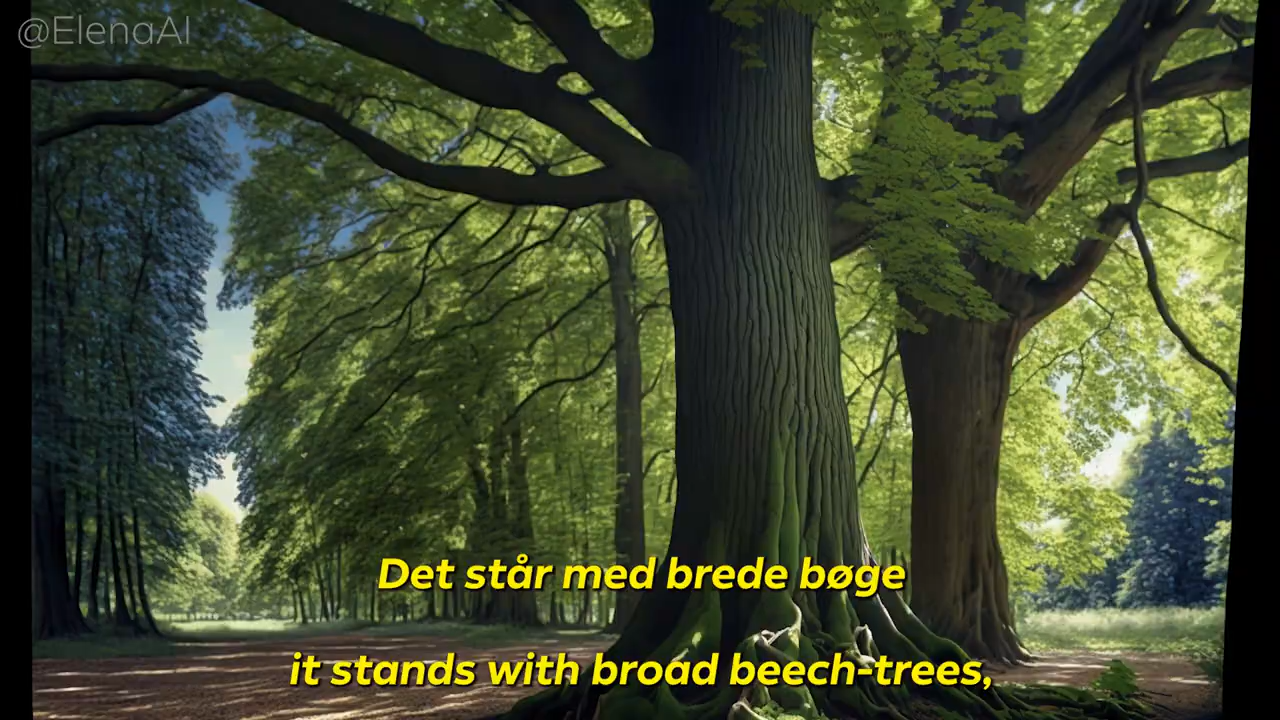 @ElenaAI
Det står med brede bøge
it stands with broad beech-trees,